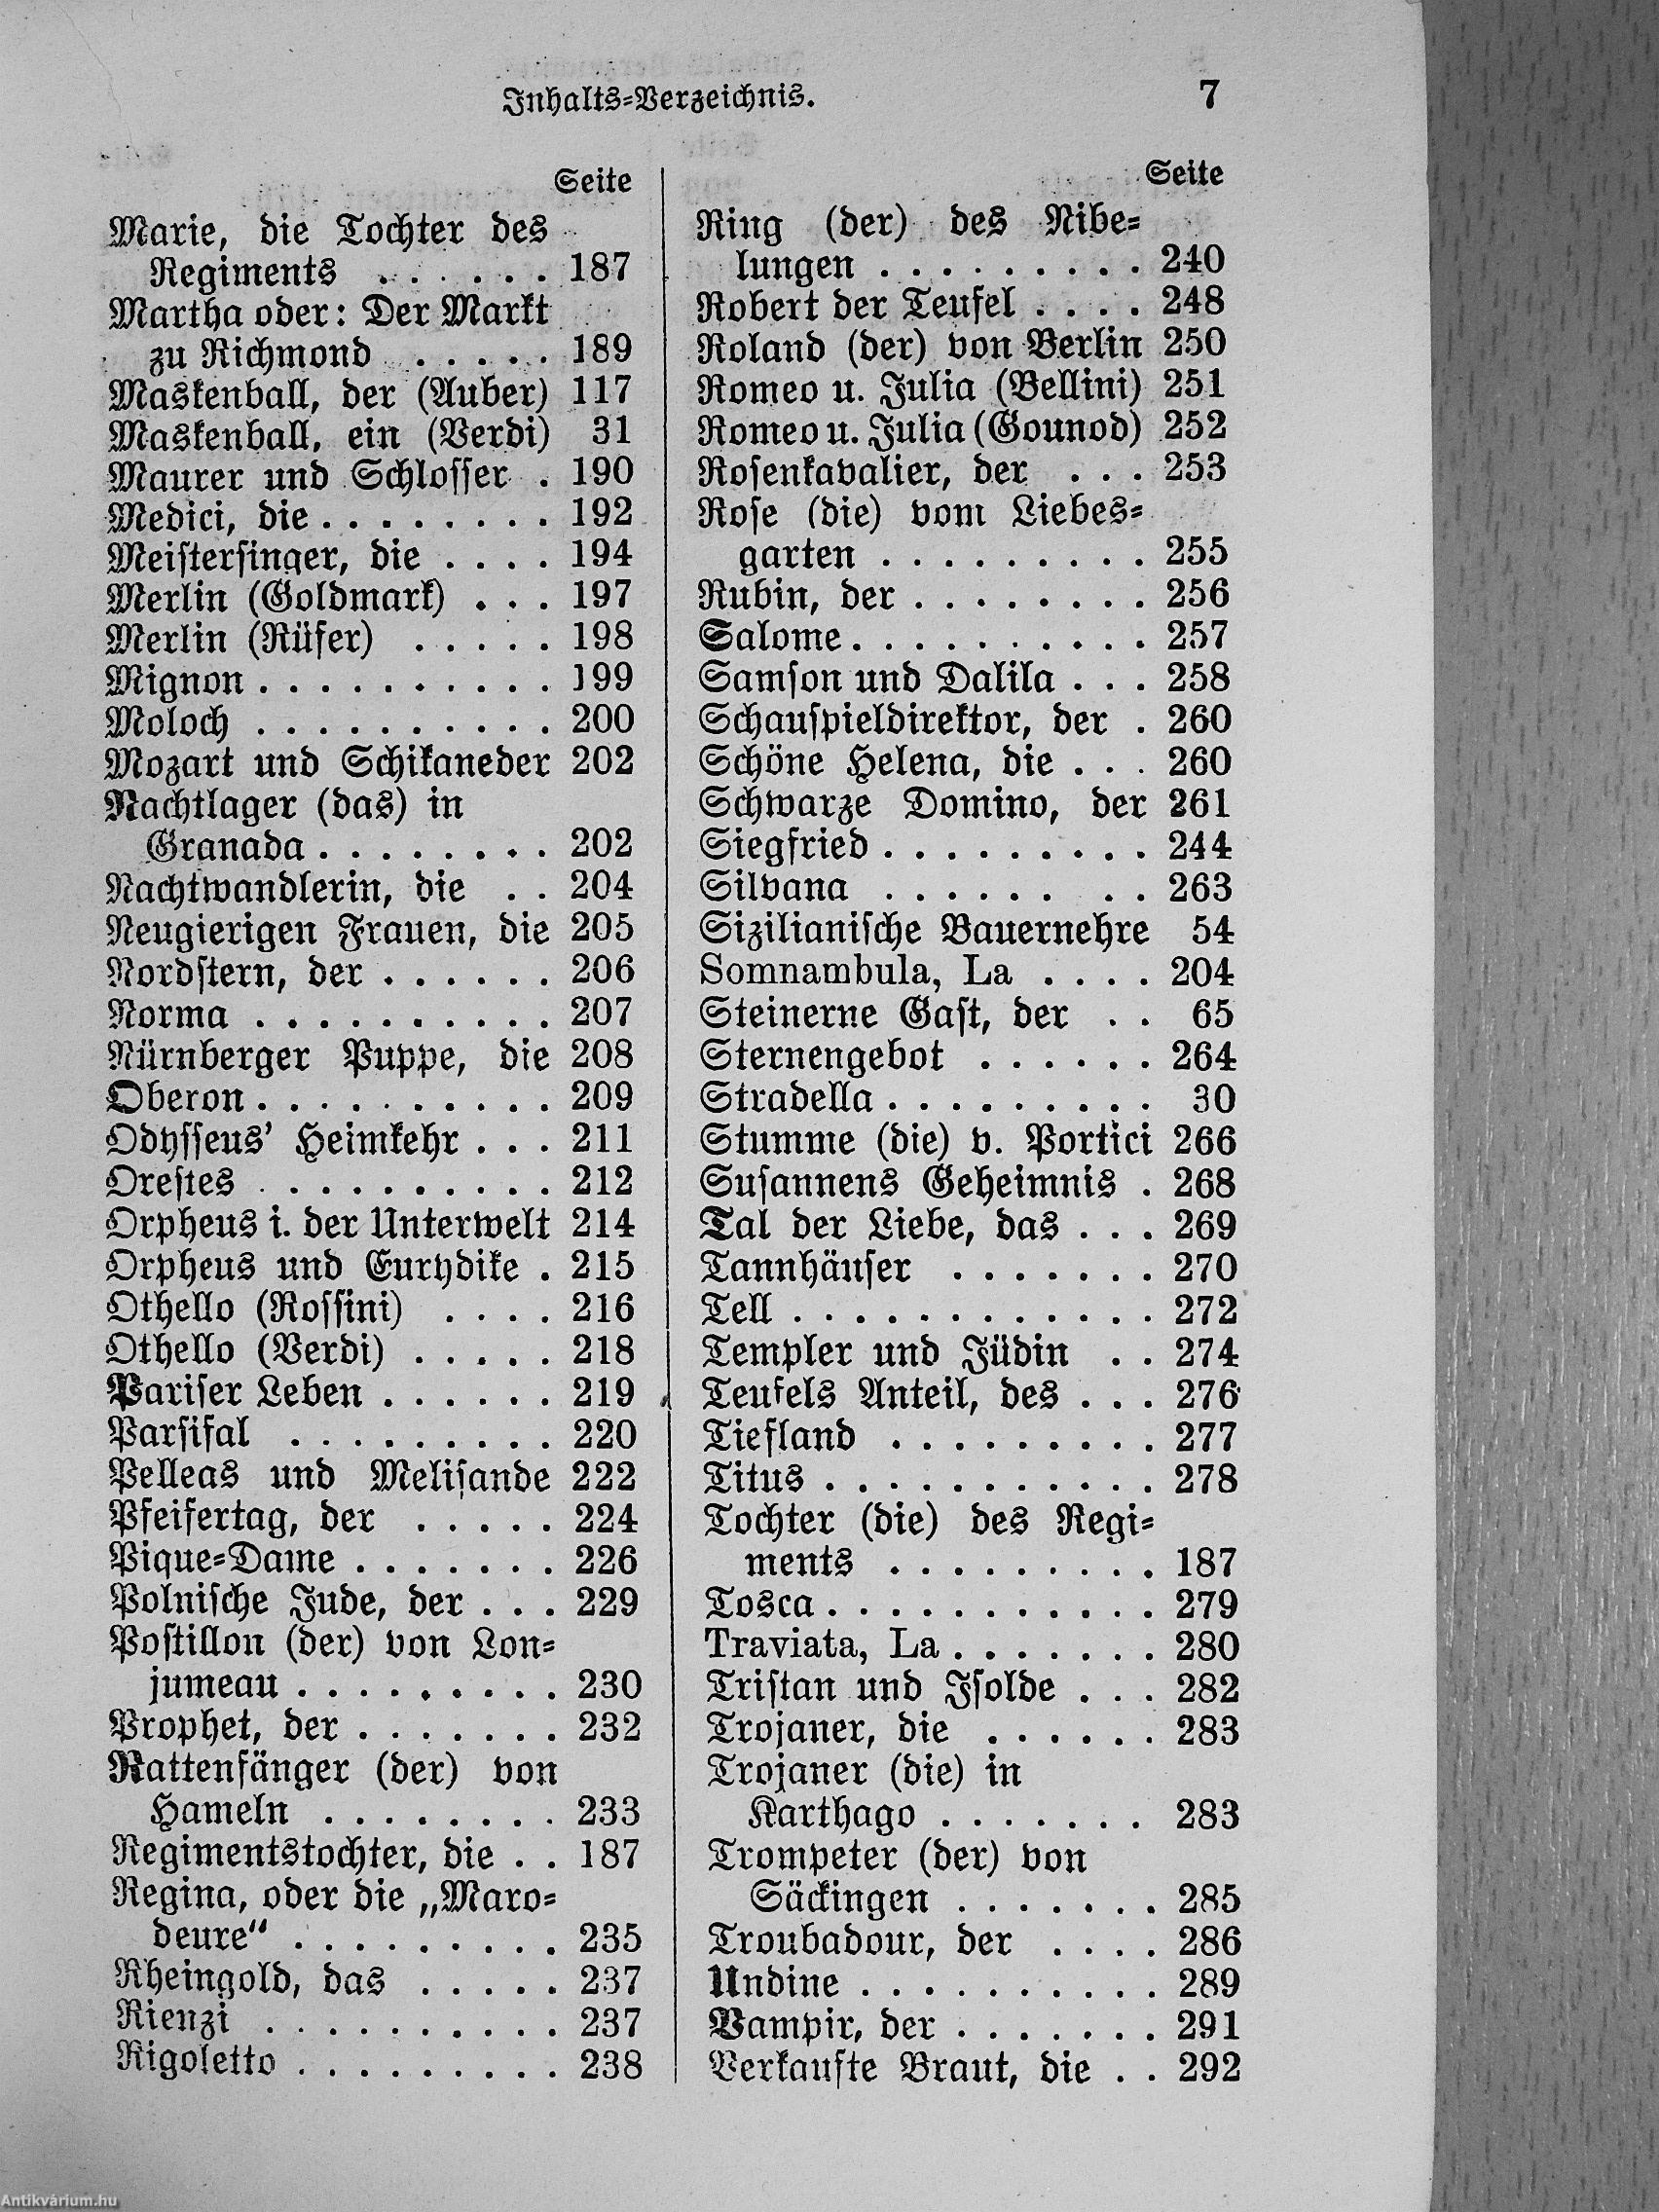 Inhalts-Verzeichnis. 7
Seite
Marie, die Tochter des
Regiments . . . . . . 187
Martha oder: Der Markt
zu Richmond . . . . . 189
Maskenball, der (Auber) 117
Maskenball, ein (Verdi) 31
Maurer und Schlosser . 190
Medici, die . . . . . . . . 192
Meistersinger, die . . . . 194
Merlin (Goldmark) . . . 197
Merlin (Rüfer) . . . . . 198
Mignon . . . . . . . . . . 199
Moloch . . . . . . . . . . 200
Mozart und Schikaneder 202
Nachtlager (das) in
Granada . . . . . . . . 202
Nachtwandlerin, die . . 204
Neugierigen Frauen, die 205
Nordstern, der . . . . . . 206
Norma . . . . . . . . . . 207
Nürnberger Puppe, die 208
Oberon . . . . . . . . . . 209
Odysseus' Heimkehr . . . 211
Orestes . . . . . . . . . . 212
Orpheus i. der Unterwelt 214
Orpheus und Eurydike . 215
Othello (Rossini) . . . . 216
Othello (Verdi) . . . . . 218
Pariser Leben . . . . . . 219
Parsifal . . . . . . . . . 220
Pelleas und Melisande 222
Pfeifertag, der . . . . . 224
Pique-Dame . . . . . . . 226
Polnische Jude, der . . . 229
Postillon (der) von Lon-
jumeau . . . . . . . . . 230
Prophet, der . . . . . . . 232
Rattenfänger (der) von
Hameln . . . . . . . . 233
Regimentstochter, die . . 187
Regina, oder die „Maro-
deure“ . . . . . . . . . 235
Rheingold, das . . . . . 237
Rienzi . . . . . . . . . . 237
Rigoletto . . . . . . . . . 238
Seite
Ring (der) des Nibe-
lungen . . . . . . . . . 240
Robert der Teufel . . . . 248
Roland (der) von Berlin 250
Romeo u. Julia (Bellini) 251
Romeo u. Julia (Gounod) 252
Rosenkavalier, der . . . 253
Rose (die) vom Liebes-
garten . . . . . . . . . 255
Rubin, der . . . . . . . . 256
Salome . . . . . . . . . . 257
Samson und Dalila . . . 258
Schauspieldirektor, der . 260
Schöne Helena, die . . . 260
Schwarze Domino, der 261
Siegfried . . . . . . . . . 244
Silvana . . . . . . . . 263
Sizilianische Bauernehre 54
Somnambula, La . . . . 204
Steinerne Gast, der . . 65
Sternengebot . . . . . . 264
Stradella . . . . . . . . . 30
Stumme (die) v. Portici 266
Susannens Geheimnis . 268
Tal der Liebe, das . . . 269
Tannhäuser . . . . . . . 270
Tell . . . . . . . . . . . . 272
Templer und Jüdin . . 274
Teufels Anteil, des . . . 276
Tiefland . . . . . . . . . 277
Titus . . . . . . . . . . . 278
Tochter (die) des Regi-
ments . . . . . . . . . 187
Tosca . . . . . . . . . . . 279
Traviata, La . . . . . . . 280
Tristan und Isolde . . . 282
Trojaner, die . . . . . . 283
Trojaner (die) in
Karthago . . . . . . . 283
Trompeter (der) von
Säckingen . . . . . . . 285
Troubadour, der . . . . 286
Undine . . . . . . . . . . 289
Vampir, der . . . . . . . 291
Verkaufte Braut, die . . 292
Antikvárium.hu